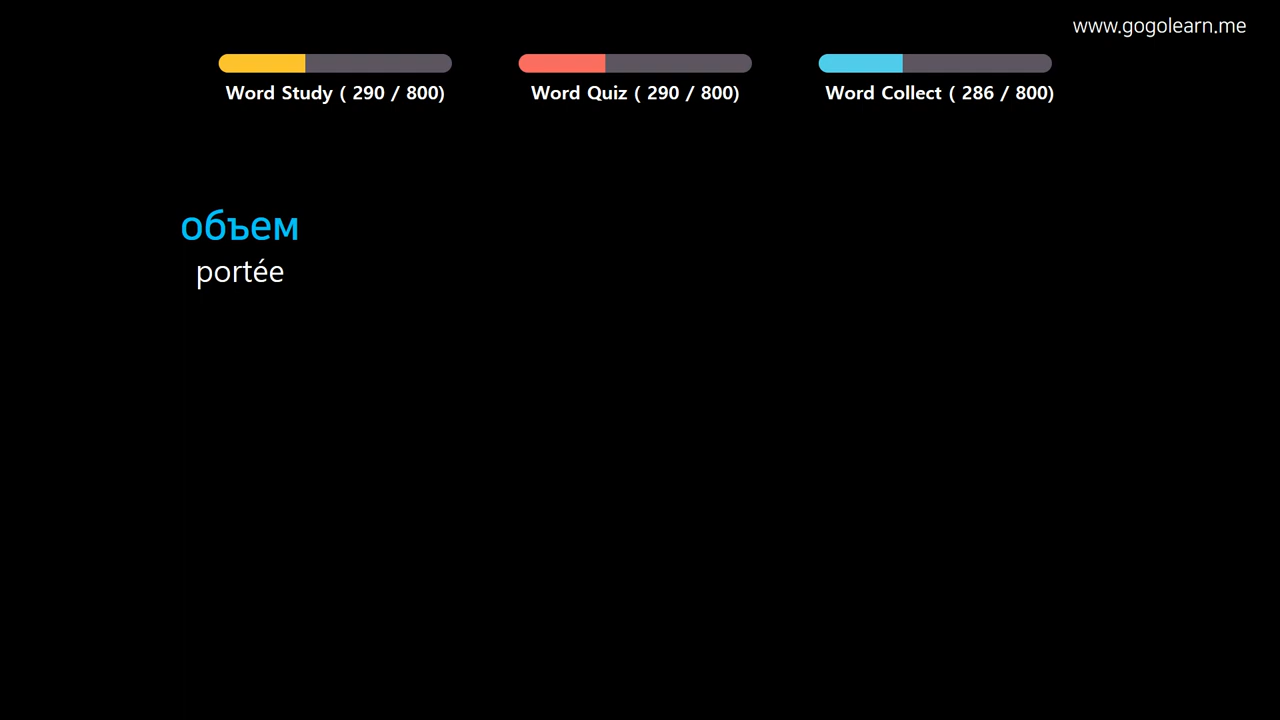 www.gogolearn.me
Word Study ( 290 / 800)
Word Quiz ( 290 / 800)
Word Collect ( 286 / 800)
объем
portée